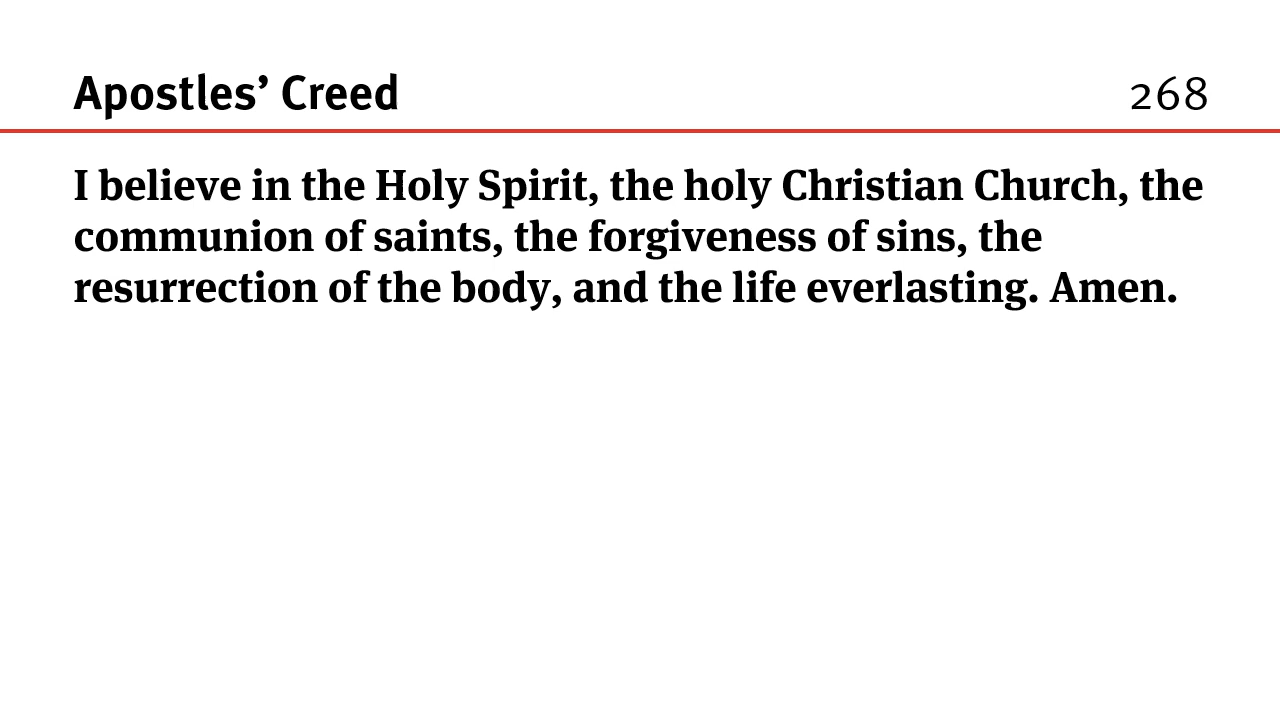 Apostles’ Creed 268
I believe in the Holy Spirit, the holy Christian Church, the
communion of saints, the forgiveness of sins, the
resurrection of the body, and the life everlasting. Amen.